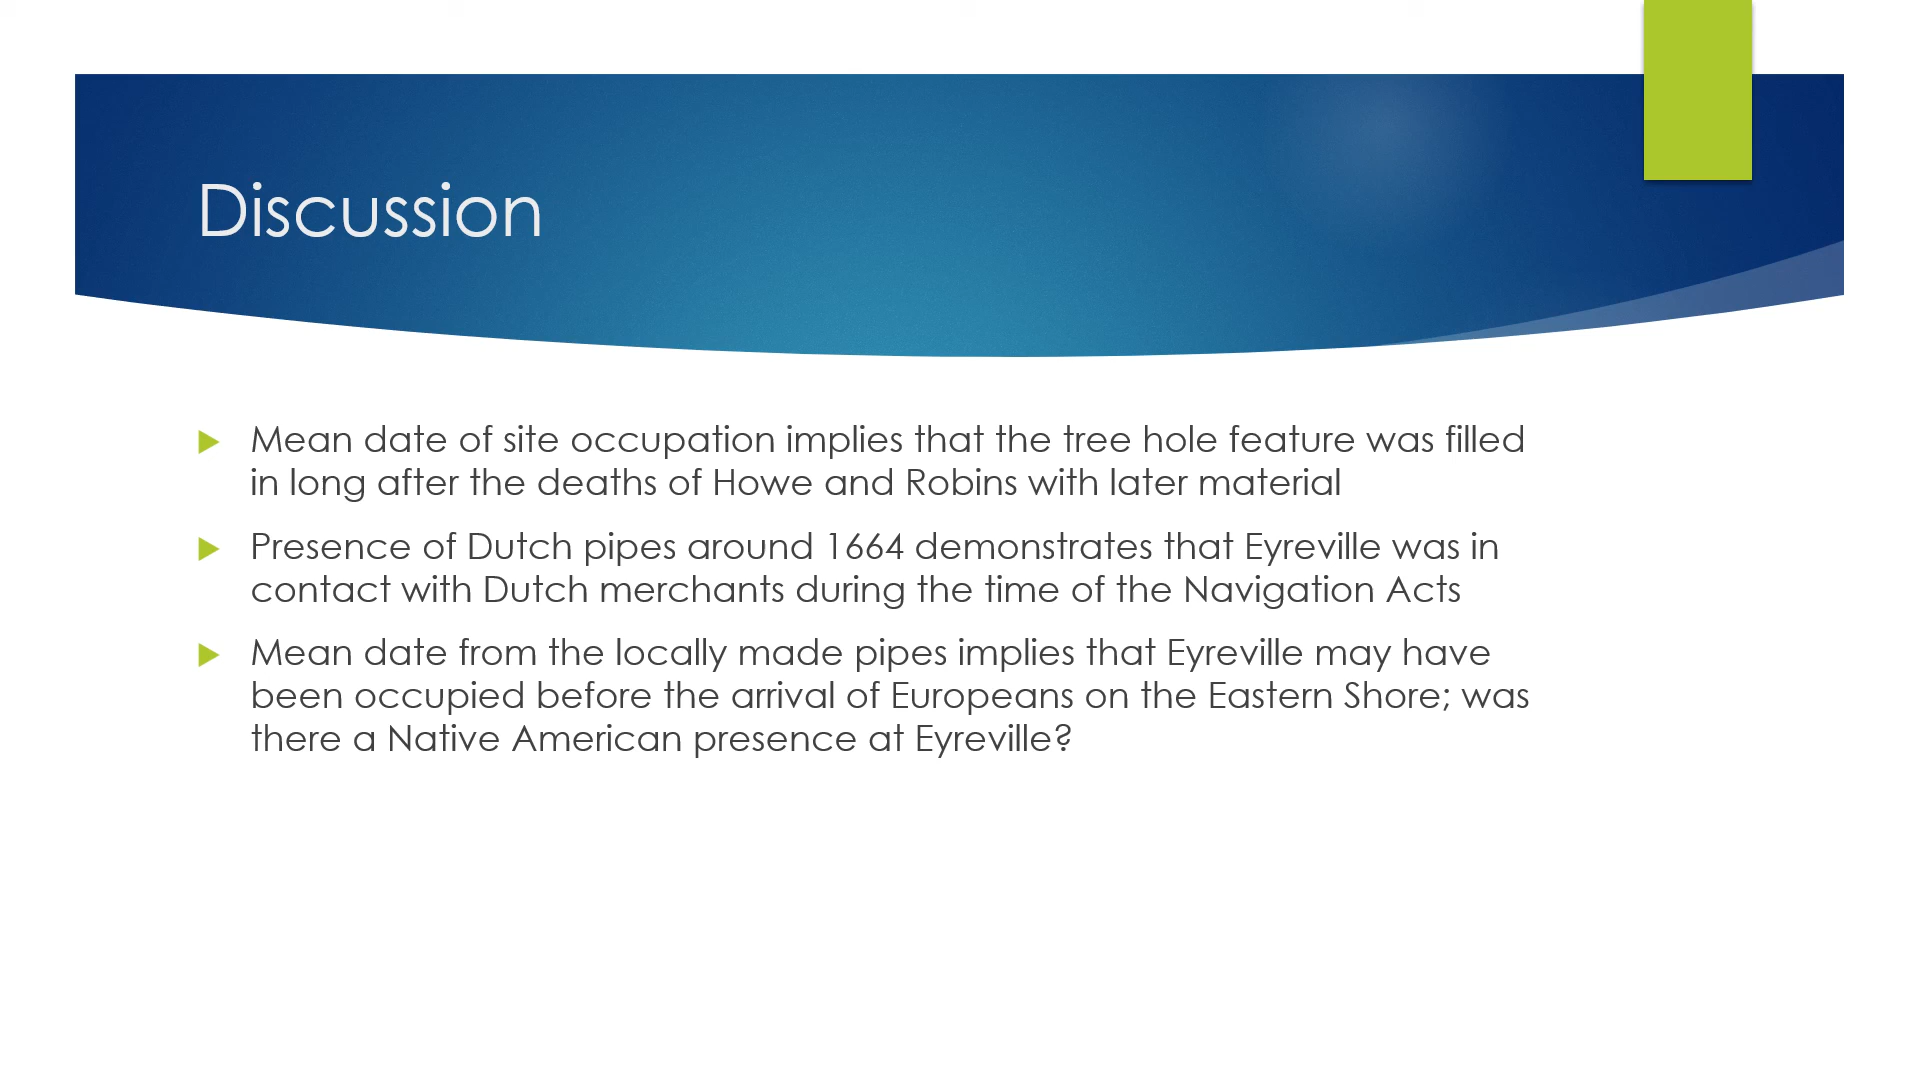 Discussion
Mean date of site occupation implies that the tree hole feature was filled
in long after the deaths of Howe and Robins with later material
Presence of Dutch pipes around 1664 demonstrates that Eyreville was in
contact with Dutch merchants during the time of the Navigation Acts
Mean date from the locally made pipes implies that Eyreville may have
been occupied before the arrival of Europeans on the Eastern Shore; was
there a Native American presence at Eyreville?